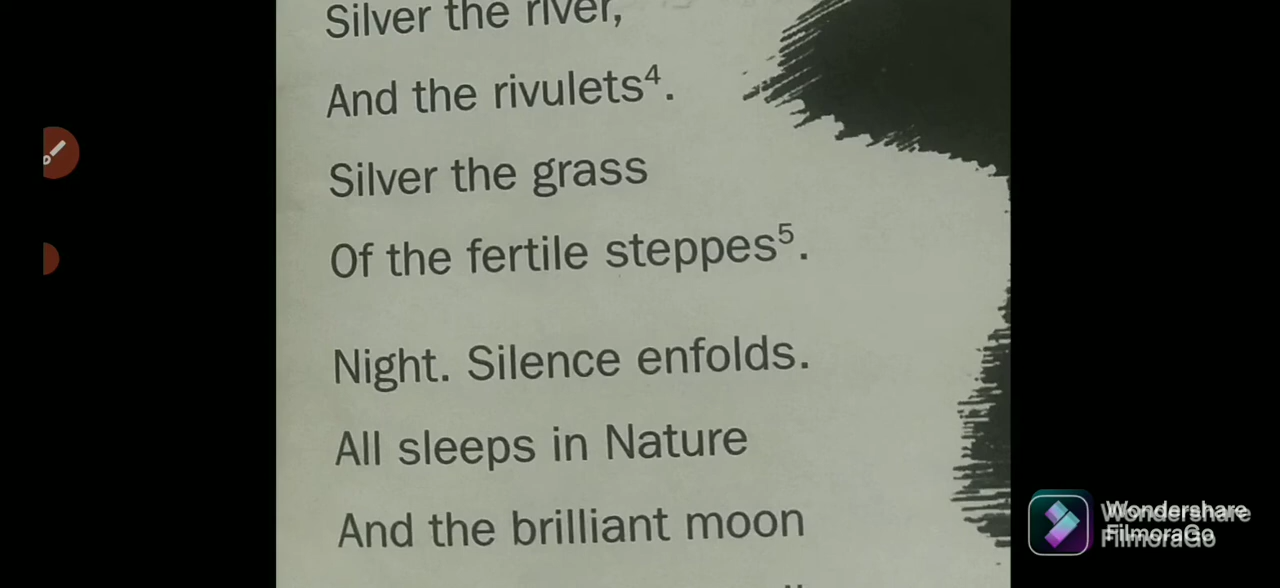 Silver the river,
And the rivulets⁴.
Silver the grass
Of the fertile steppes⁵.
Night. Silence enfolds.
All sleeps in Nature
And the brilliant moon
Wondershare
FilmoraGo